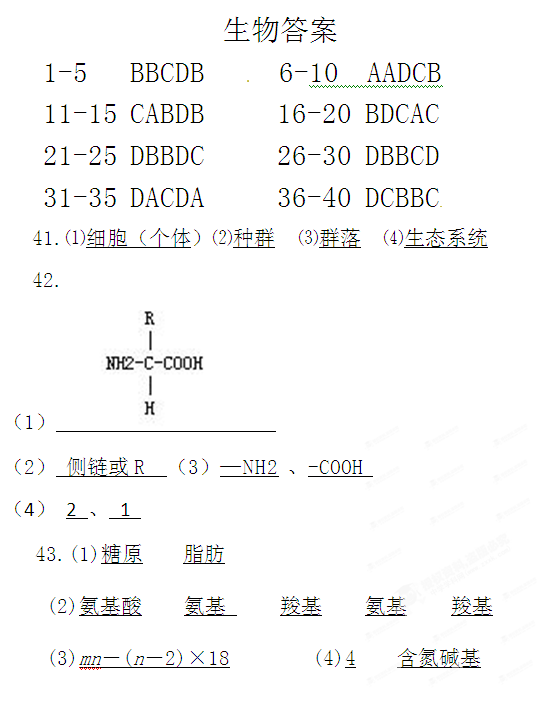 生物答案
1-5 BBCDB 6-10 AADCB
11-15 CABDB 16-20 BDCAC
21-25 DBBDC 26-30 DBBCD
31-35 DACDA 36-40 DCBBC
41.⑴细胞（个体）⑵种群 ⑶群落 ⑷生态系统
42.
R
|
NH2-C-COOH
|
H
（1）
（2） 侧链或R （3）—NH2 、-COOH
（4） 2 、 1
43.(1)糖原 脂肪
(2)氨基酸 氨基 羧基 氨基 羧基
(3)mn－(n－2)×18 (4)4 含氮碱基